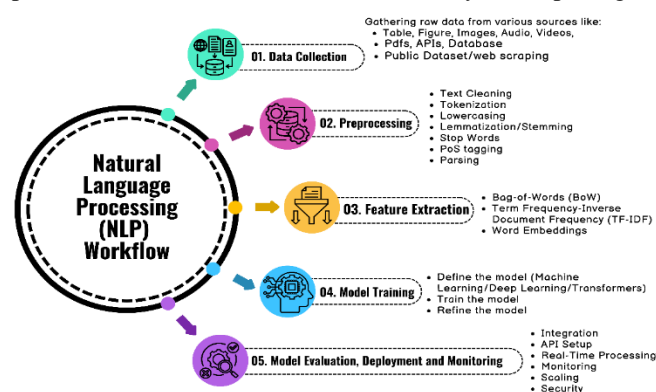 Natural
Language
Processing
(NLP)
Workflow
01. Data Collection
Gathering raw data from various sources like:
• Table, Figure, Images, Audio, Videos,
• Pdfs, APIs, Database
• Public Dataset/web scraping
02. Preprocessing
• Text Cleaning
• Tokenization
• Lowercasing
• Lemmatization/Stemming
• Stop Words
• PoS tagging
• Parsing
03. Feature Extraction
• Bag-of-Words (BoW)
• Term Frequency-Inverse
Document Frequency (TF-IDF)
• Word Embeddings
04. Model Training
• Define the model (Machine
Learning/Deep Learning/Transformers)
• Train the model
• Refine the model
05. Model Evaluation, Deployment and Monitoring
• Integration
• API Setup
• Real-Time Processing
• Monitoring
• Scaling
• Security